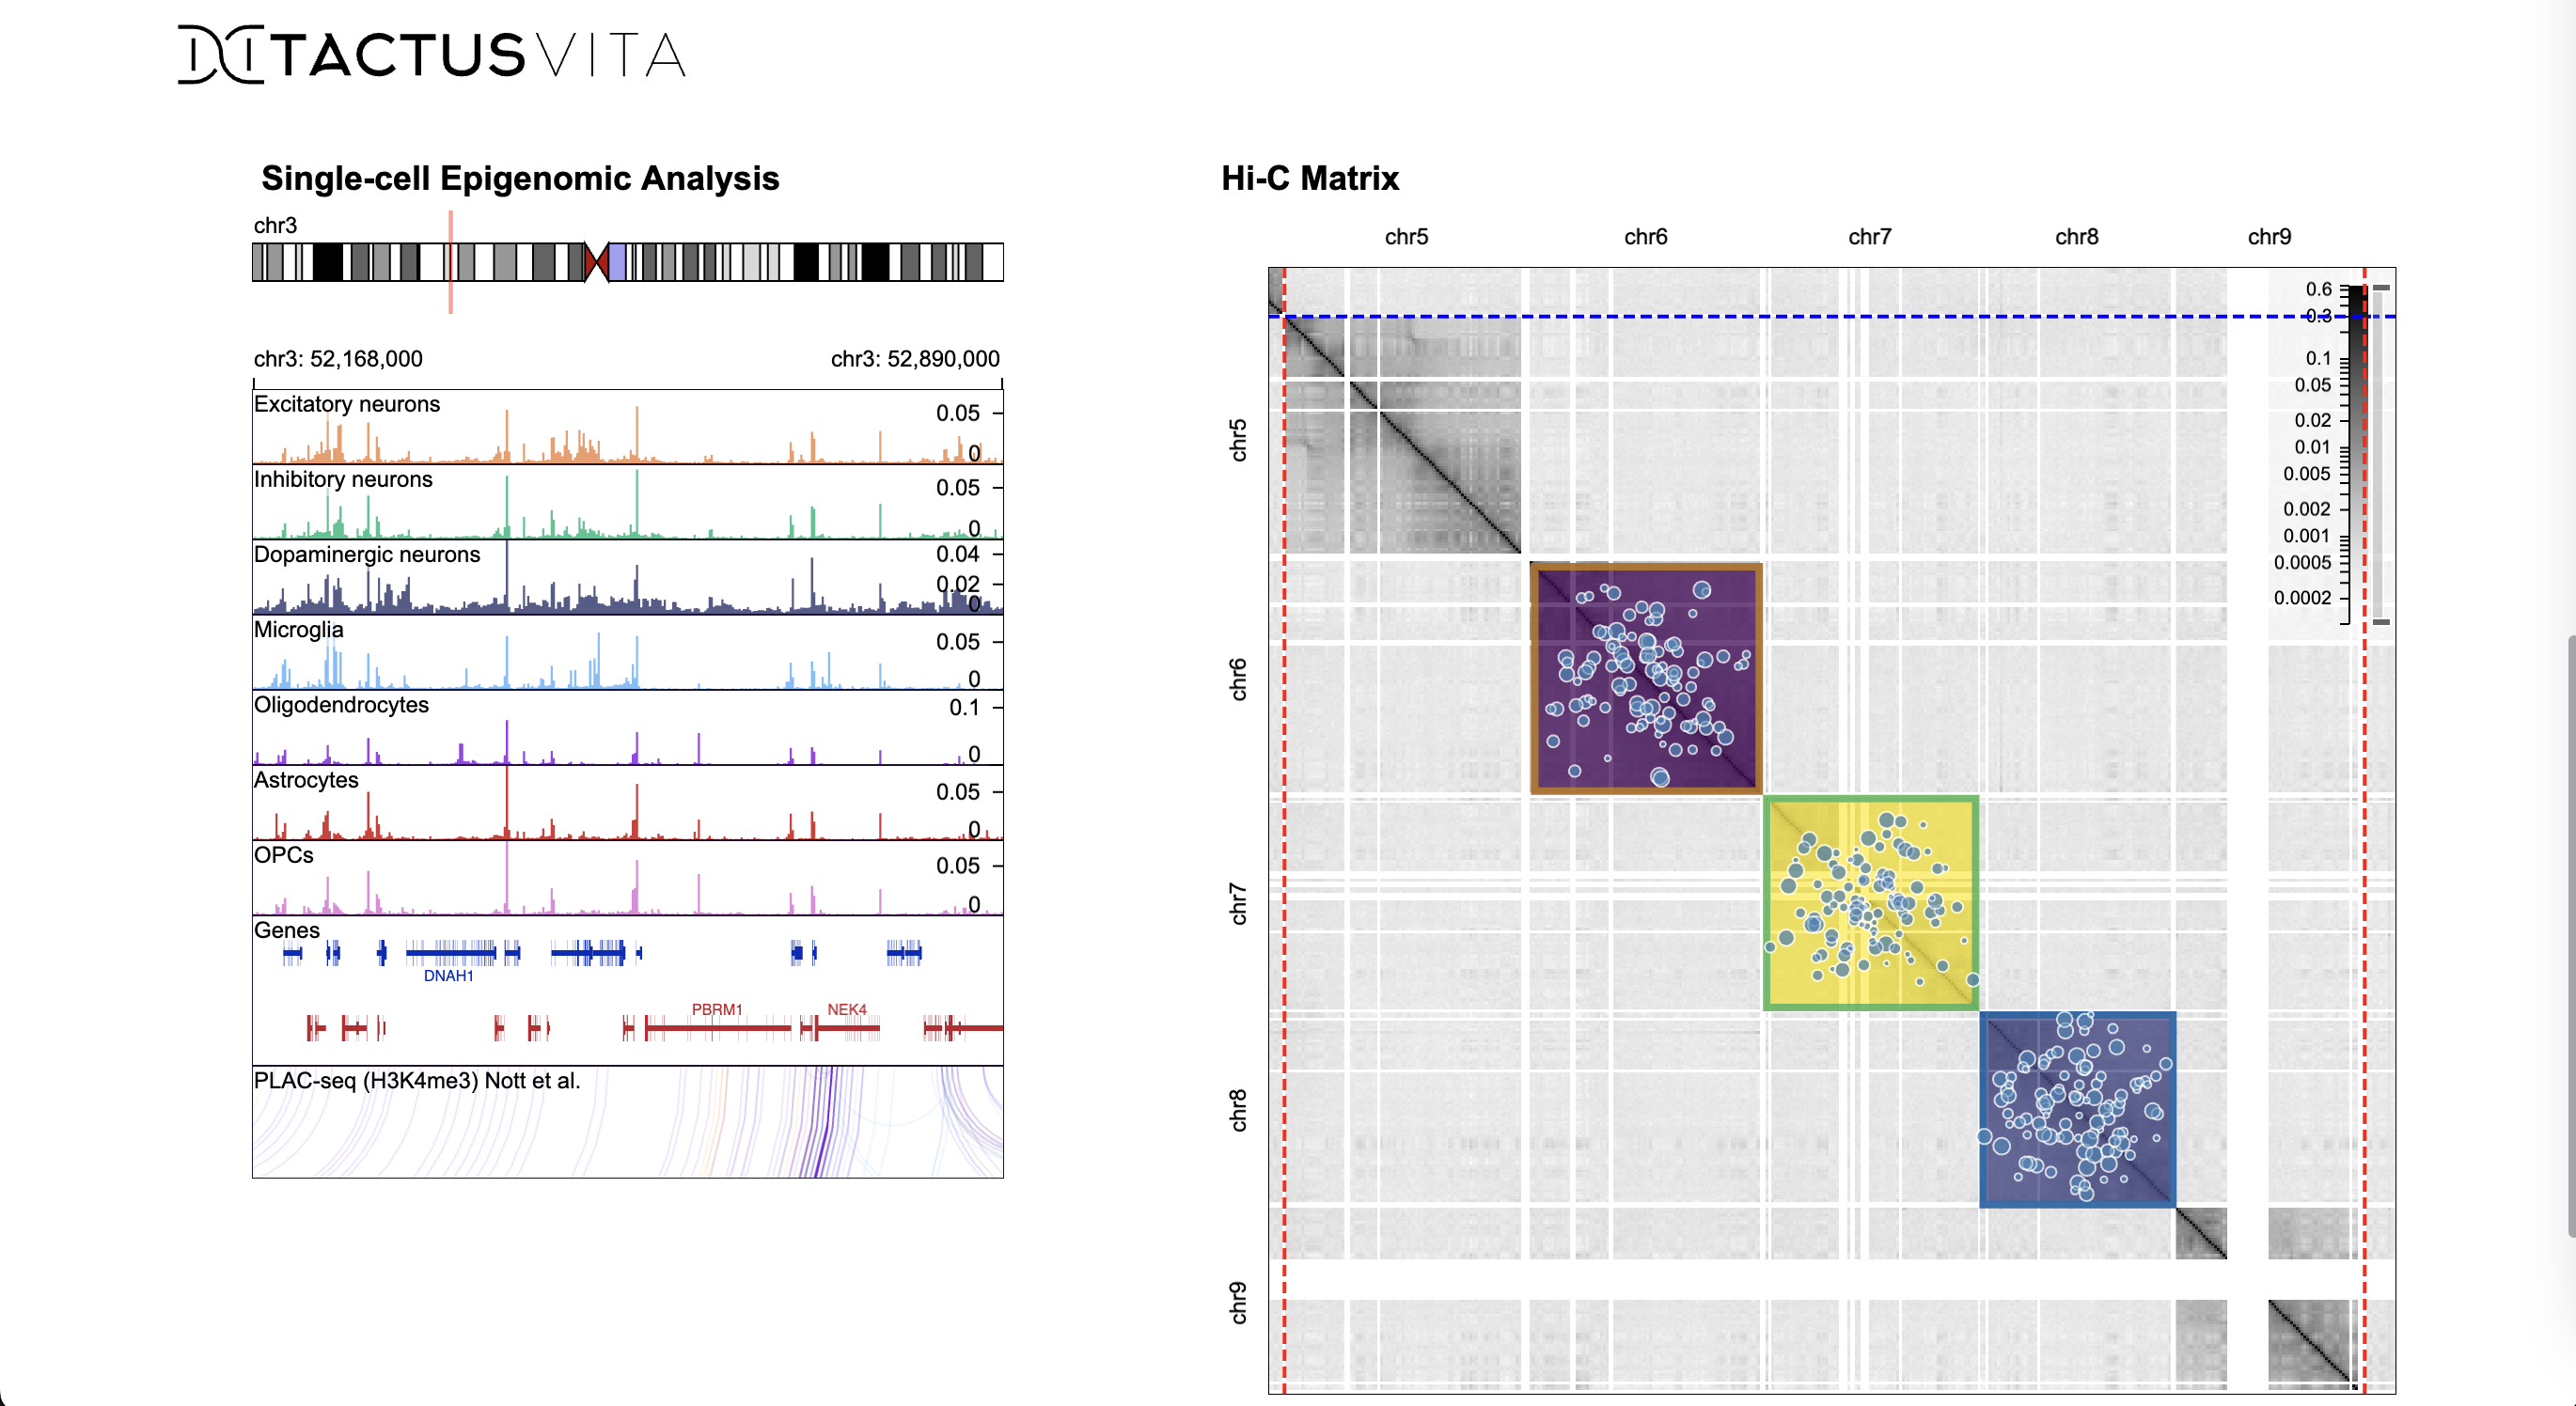 TACTUSVITA
Single-cell Epigenomic Analysis
chr3
chr3: 52,168,000
chr3: 52,890,000
Excitatory neurons
0.05
0
Inhibitory neurons
0.05
0
Dopaminergic neurons
0.04
0.02
0
Microglia
0.05
0
Oligodendrocytes
0.1
0
Astrocytes
0.05
0
OPCs
0.05
0
Genes
DNAH1
PBRM1
NEK4
PLAC-seq (H3K4me3) Nott et al.
Hi-C Matrix
chr5
chr6
chr7
chr8
chr9
chr5
chr6
chr7
chr8
chr9
0.6
0.3
0.1
0.05
0.02
0.01
0.005
0.002
0.001
0.0005
0.0002